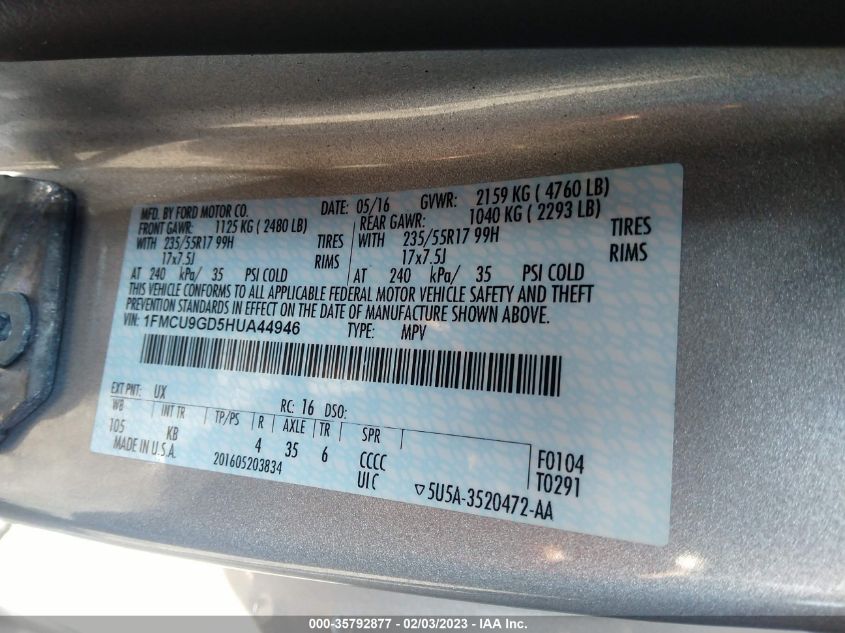 MFD. BY FORD MOTOR CO. DATE: 05/16 GVWR: 2159 KG ( 4760 LB)
FRONT GAWR: 1125 KG ( 2480 LB) REAR GAWR: 1040 KG ( 2293 LB)
WITH 235/55R17 99H TIRES WITH 235/55R17 99H TIRES
17x7.5J RIMS 17x7.5J RIMS
AT 240 kPa/ 35 PSI COLD AT 240 kPa/ 35 PSI COLD
THIS VEHICLE CONFORMS TO ALL APPLICABLE FEDERAL MOTOR VEHICLE SAFETY AND THEFT
PREVENTION STANDARDS IN EFFECT ON THE DATE OF MANUFACTURE SHOWN ABOVE.
VIN: 1FMCU9GD5HUA44946 TYPE: MPV
EXT PNT: UX RC: 16 DSO:
WB INT TR TP/PS R AXLE TR SPR
105 KB 4 35 6 CCCC F0104
MADE IN U.S.A. 201605203834 UIC T0291
▽5U5A-3520472-AA
000-35792877 - 02/03/2023 - IAA Inc.